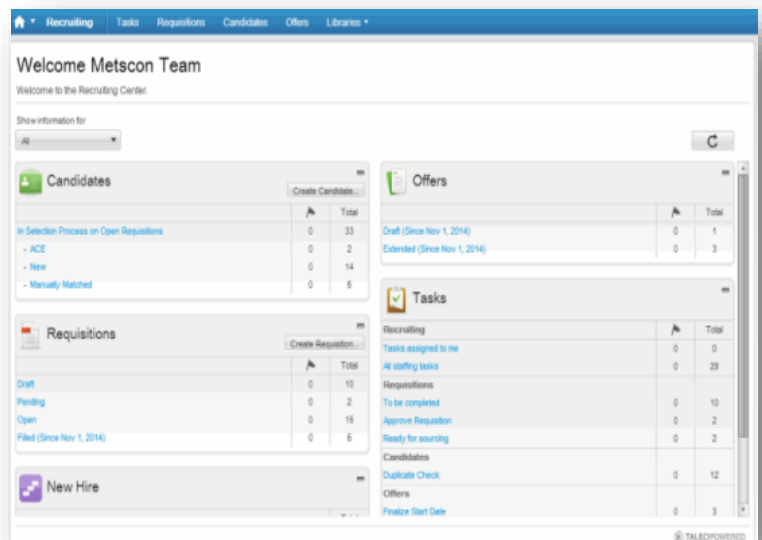 Recruiting Tasks Requisitions Candidates Offers Libraries
Welcome Metscon Team
Welcome to the Recruiting Center.
Show information for
All
Candidates
Create Candidate...
Total
In Selection Process on Open Requisitions 0 33
- ACE 0 2
- New 0 14
- Manually Matched 0 5
Requisitions
Create Requisition...
Total
Draft 0 10
Pending 0 2
Open 0 15
Filled (Since Nov 1, 2014) 0 6
New Hire
Offers
Total
Draft (Since Nov 1, 2014) 0 1
Extended (Since Nov 1, 2014) 0 3
Tasks
Recruiting Total
Tasks assigned to me 0 0
All staffing tasks 0 29
Requisitions
To be completed 0 10
Approve Requisition 0 2
Ready for sourcing 0 2
Candidates
Duplicate Check 0 12
Offers
Finalize Start Date 0 3
TALEOPOWERED